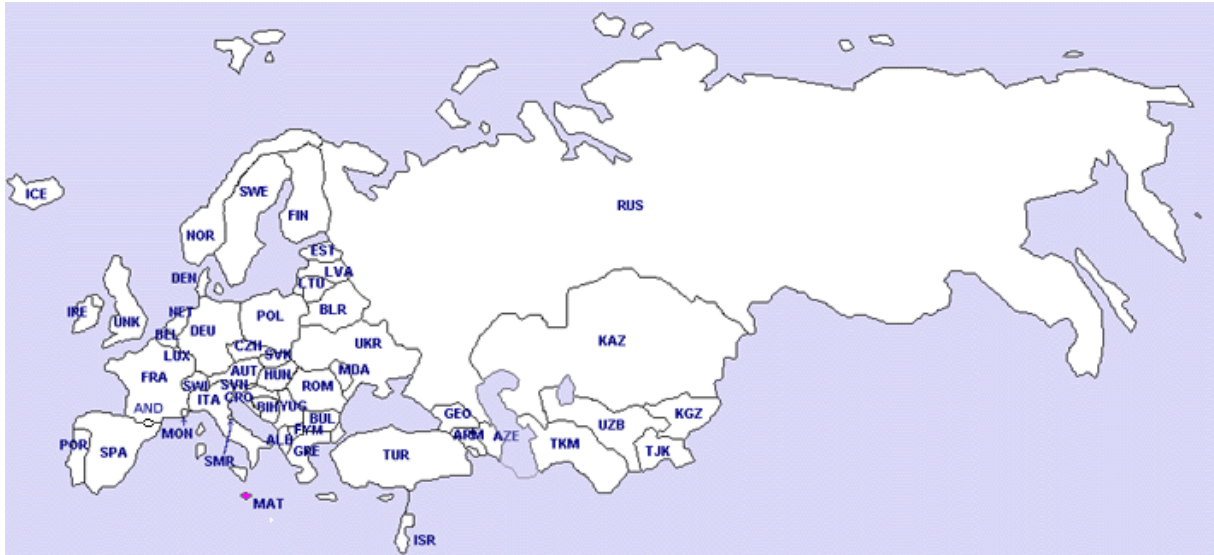 ICE
SWE
FIN
RUS
NOR
EST
LVA
DEN
LTU
IRE
UNK
NET
POL
BLR
BEL
DEU
UKR
KAZ
LUX
CZH
SVK
FRA
AUT
HUN
MDA
SWI
SVN
ROM
ITA
CRO
BIH
YUG
AND
BUL
GEO
KGZ
MON
FYM
UZB
ALB
ARM
AZE
POR
SPA
GRE
TUR
TKM
TJK
SMR
MAT
ISR